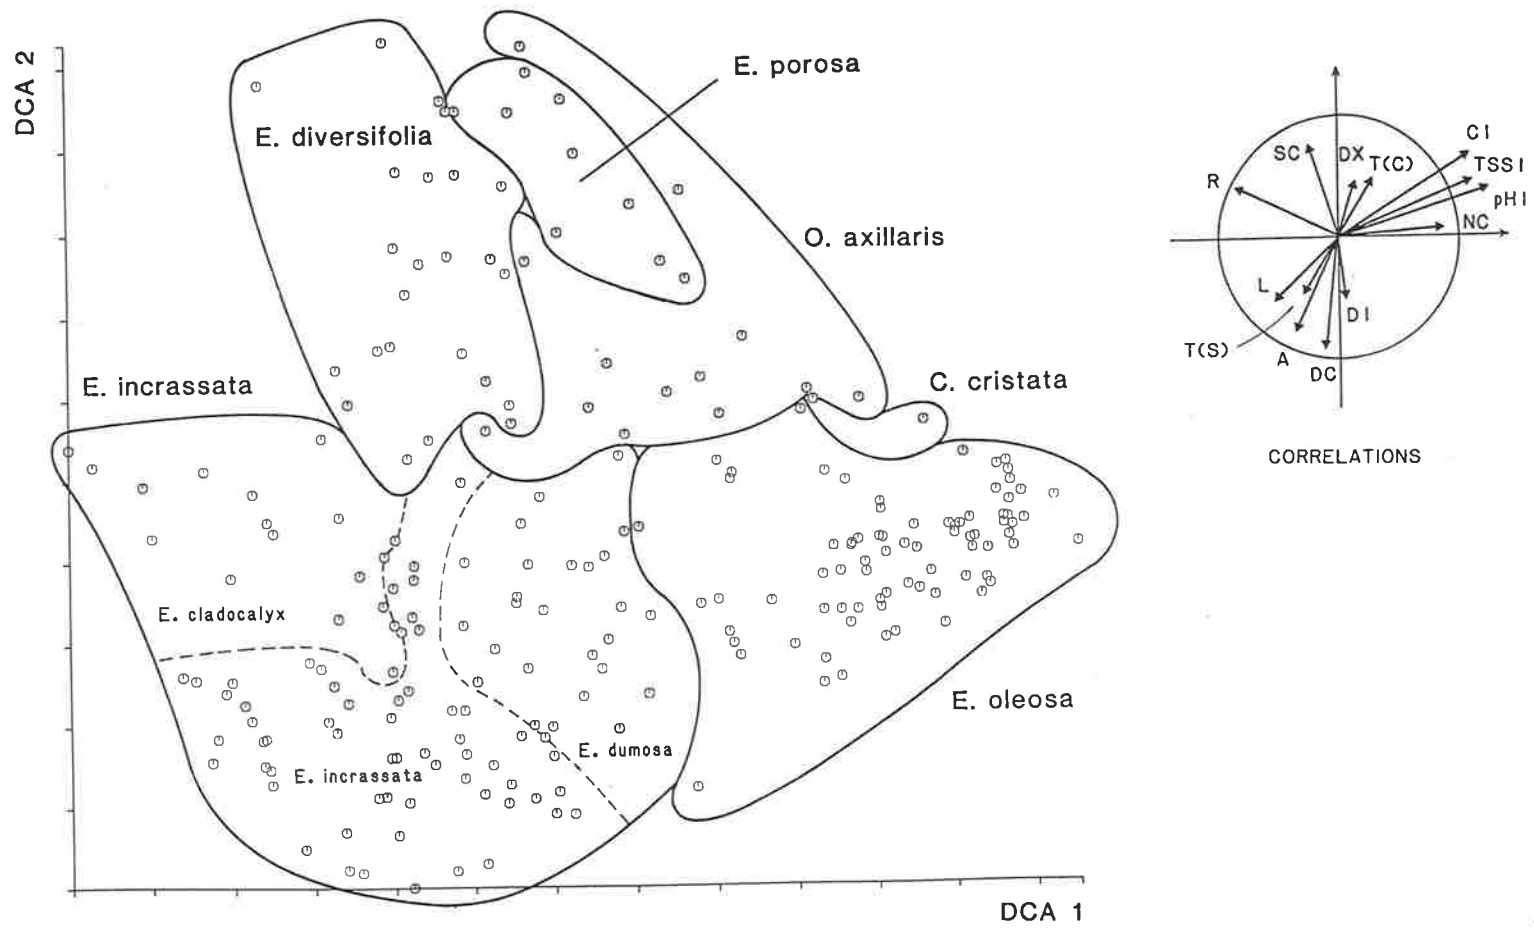 DCA 2
E. porosa
E. diversifolia
O. axillaris
E. incrassata
C. cristata
E. cladocalyx
E. oleosa
E. dumosa
E. incrassata
DCA 1
CI
SC
DX
T(C)
TSSI
R
pHI
NC
L
DI
T(S)
A
DC
CORRELATIONS